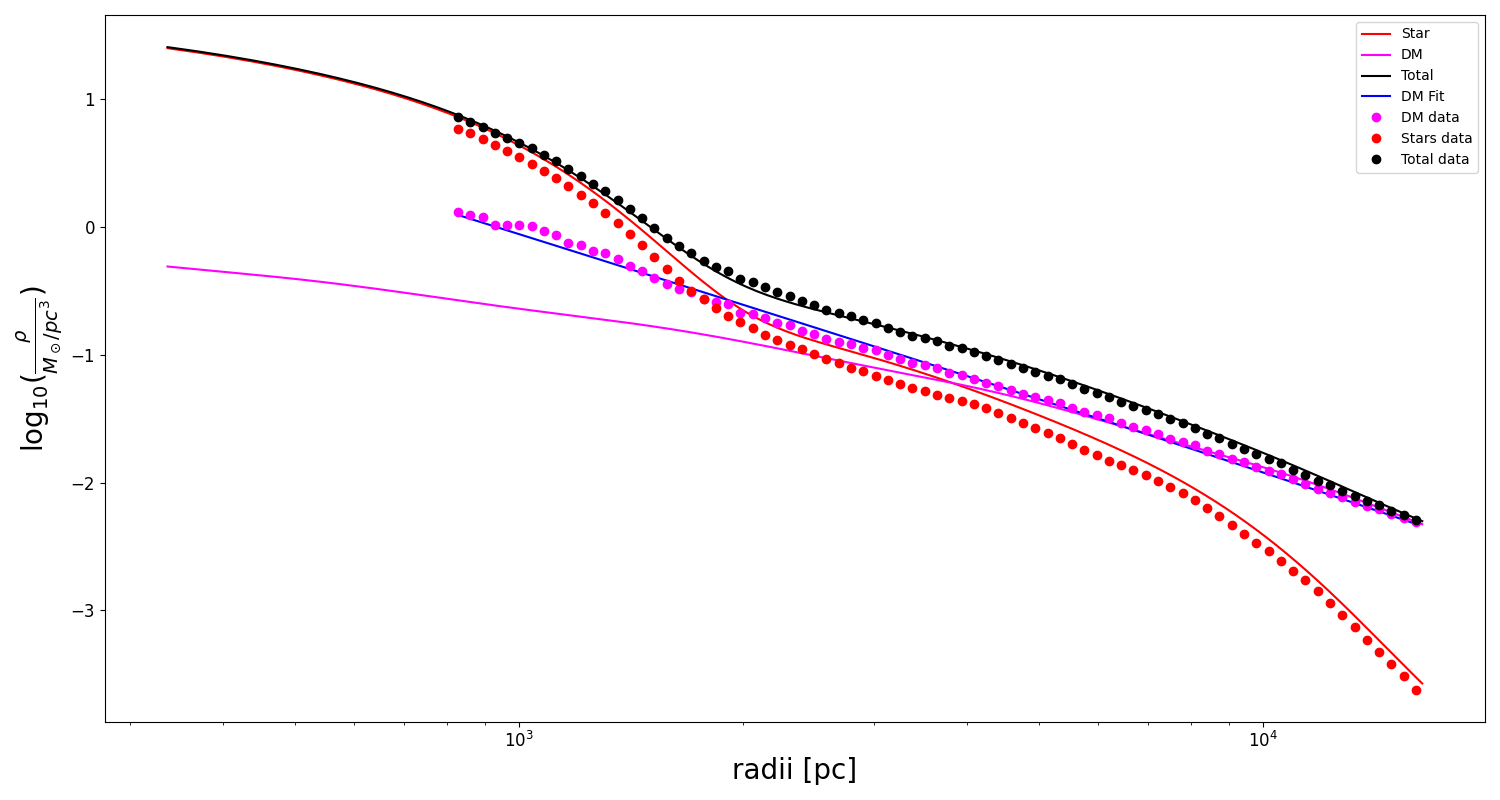 Star
DM
Total
DM Fit
DM data
Stars data
Total data
1
0
−1
−2
−3
log₁₀(ρ / M⊙/pc³)
10³
10⁴
radii [pc]